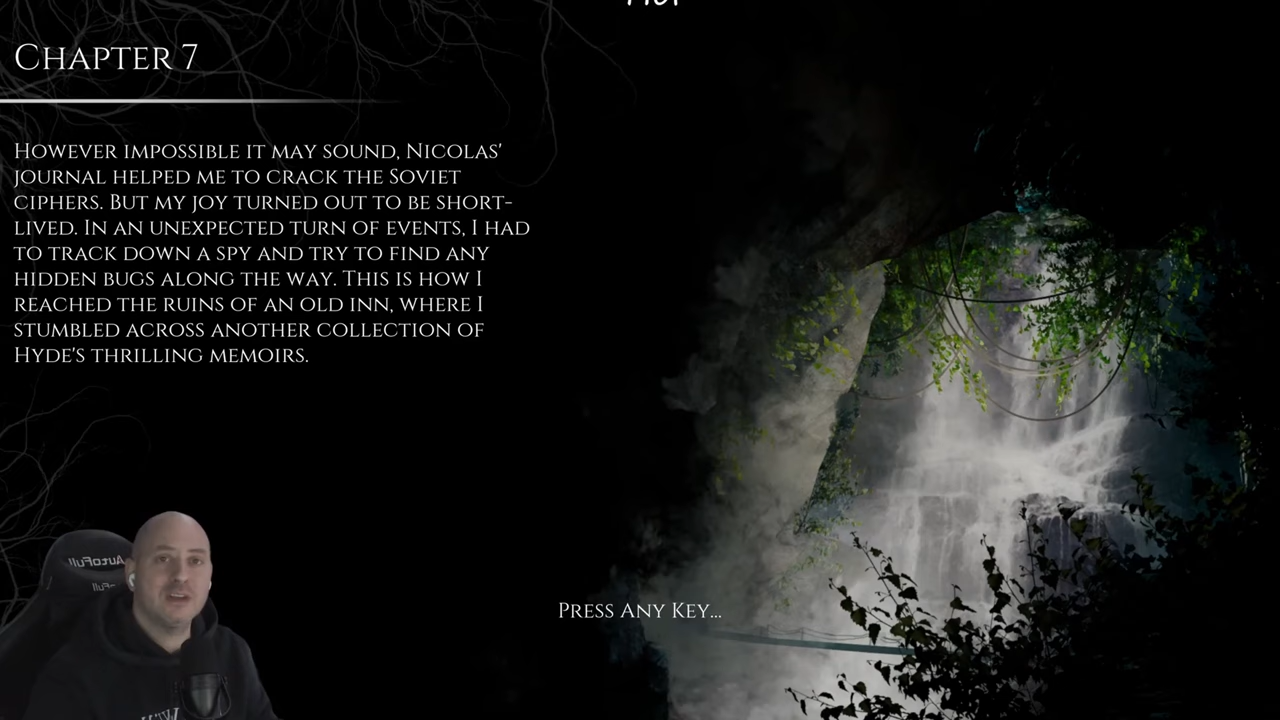 Chapter 7
However impossible it may sound, Nicolas'
journal helped me to crack the Soviet
ciphers. But my joy turned out to be short-
lived. In an unexpected turn of events, I had
to track down a spy and try to find any
hidden bugs along the way. This is how I
reached the ruins of an old inn, where I
stumbled across another collection of
Hyde's thrilling memoirs.
AutoFull
Press Any Key...